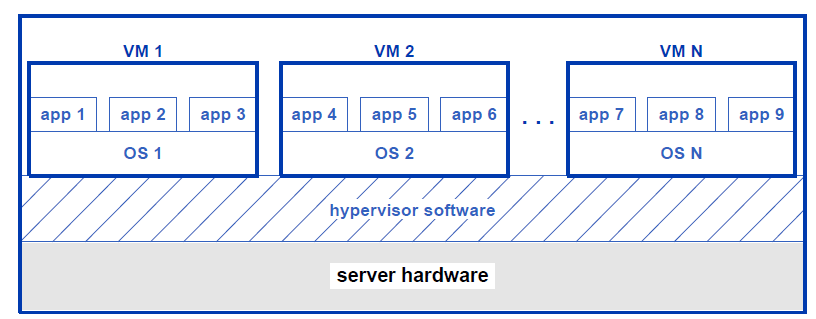 VM 1 VM 2 VM N
app 1 app 2 app 3 app 4 app 5 app 6 . . . app 7 app 8 app 9
OS 1 OS 2 OS N
hypervisor software
server hardware